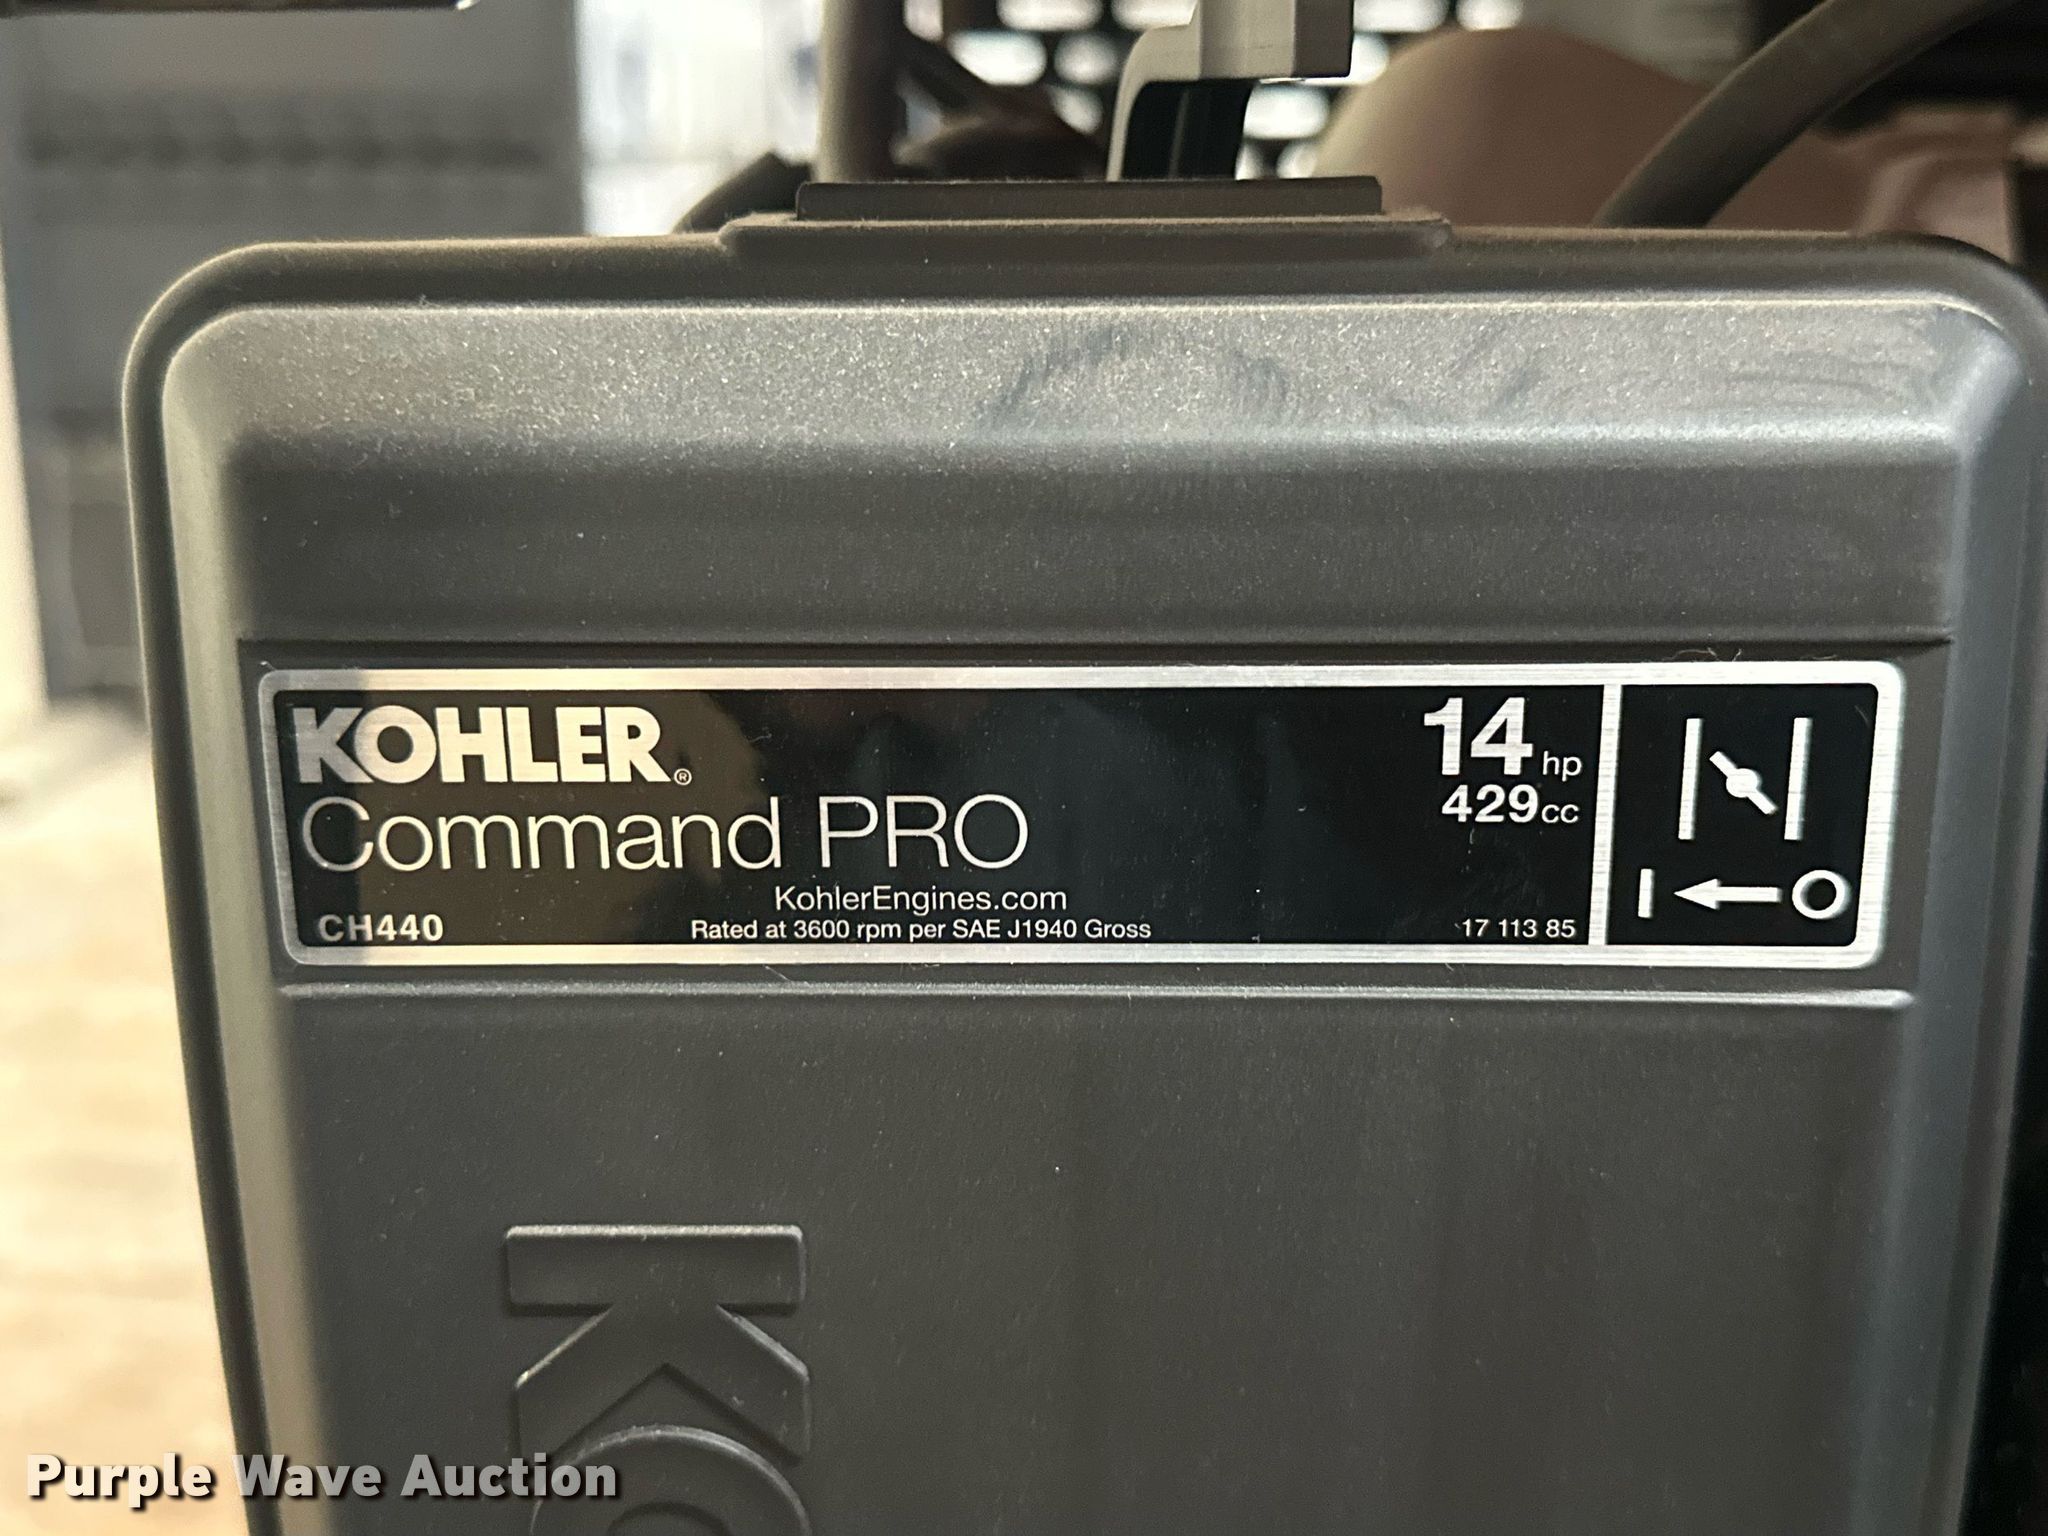 KOHLER®
Command PRO
14 hp
429cc
KohlerEngines.com
CH440
Rated at 3600 rpm per SAE J1940 Gross
17 113 85
KO
Purple Wave Auction